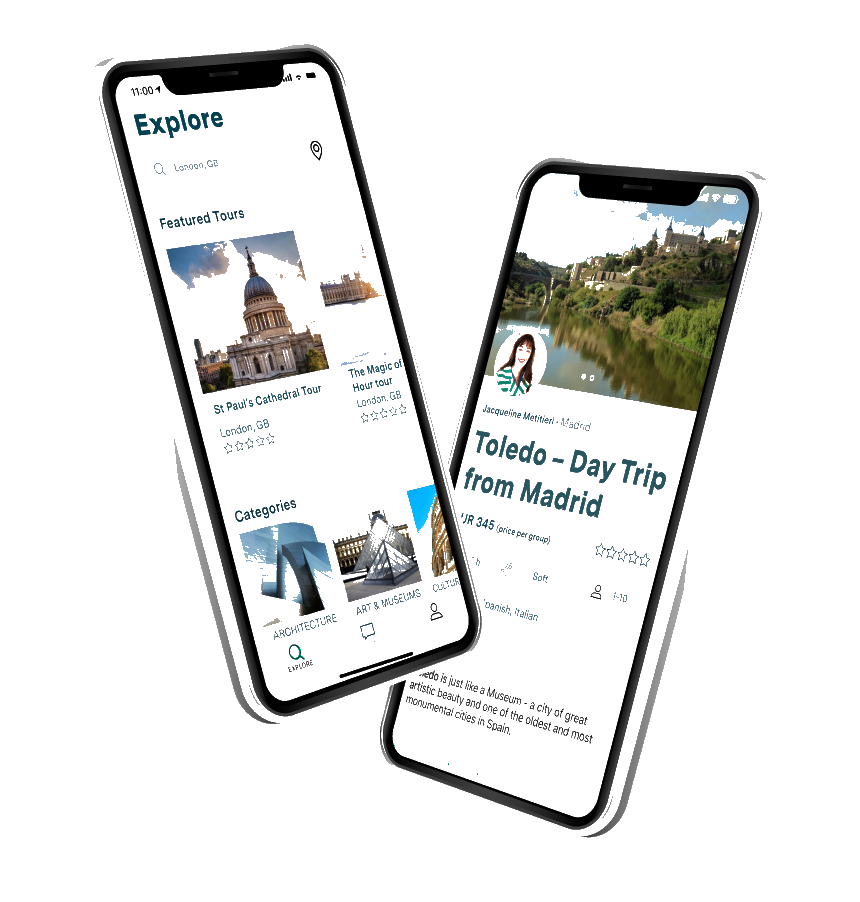 11:00
Explore
London, GB
Featured Tours
St Paul's Cathedral Tour
London, GB
The Magic of
Hour tour
London, GB
Categories
ARCHITECTURE
ART & MUSEUMS
CULTUR
EXPLORE
Jacqueline Metitieri - Madrid
Toledo – Day Trip
from Madrid
UR 345 (price per group)
h
Soft
1-10
panish, Italian
ledo is just like a Museum - a city of great
artistic beauty and one of the oldest and most
monumental cities in Spain.